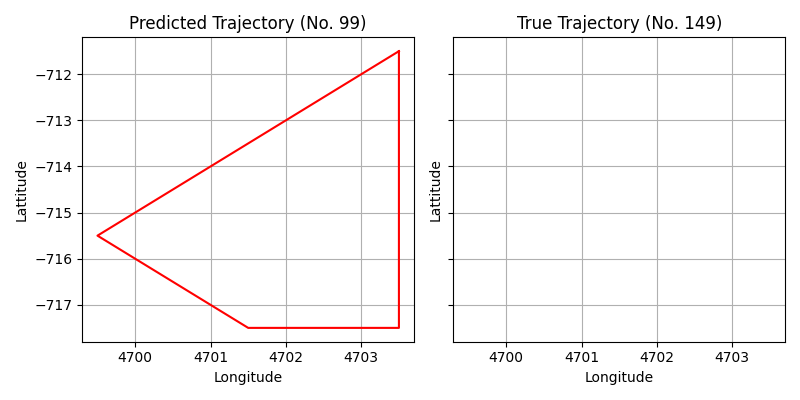 Predicted Trajectory (No. 99)
True Trajectory (No. 149)
Lattitude
−712
−713
−714
−715
−716
−717
4700
4701
4702
4703
Longitude
Lattitude
4700
4701
4702
4703
Longitude